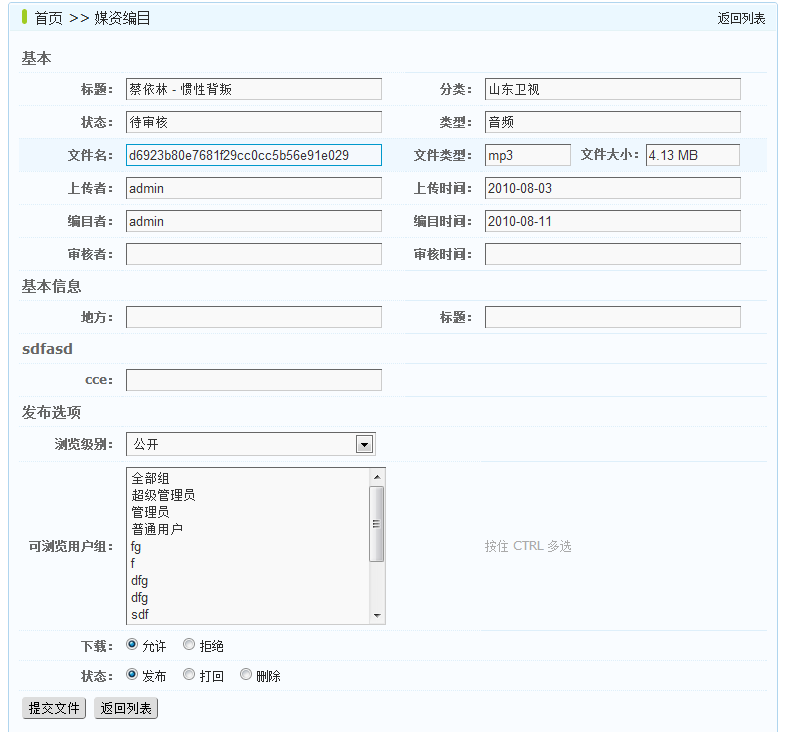 首页 >> 媒资编目 返回列表
基本
标题： 蔡依林 - 惯性背叛 分类： 山东卫视
状态： 待审核 类型： 音频
文件名： d6923b80e7681f29cc0cc5b56e91e029 文件类型： mp3 文件大小： 4.13 MB
上传者： admin 上传时间： 2010-08-03
编目者： admin 编目时间： 2010-08-11
审核者： 审核时间：
基本信息
地方： 标题：
sdfasd
cce：
发布选项
浏览级别： 公开
全部组
超级管理员
管理员
普通用户
可浏览用户组： fg 按住 CTRL 多选
f
dfg
dfg
sdf
下载： 允许 拒绝
状态： 发布 打回 删除
提交文件 返回列表